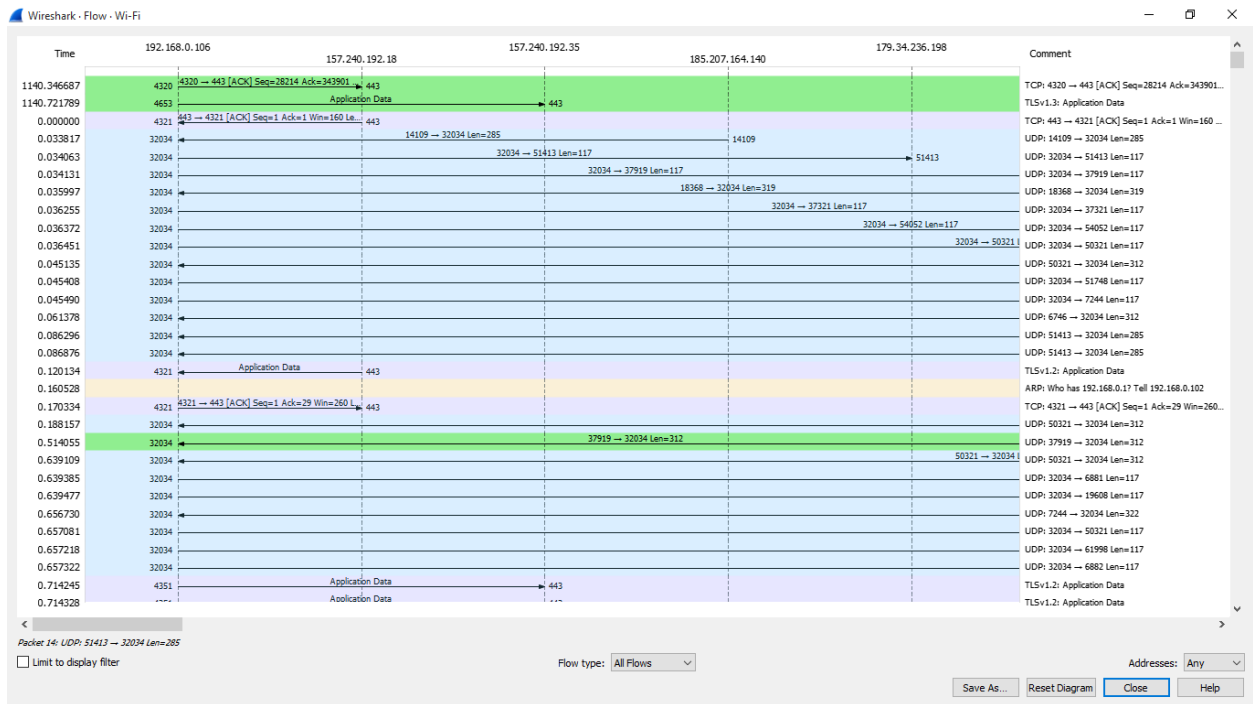 Wireshark · Flow · Wi-Fi
Time 192.168.0.106 157.240.192.18 157.240.192.35 185.207.164.140 179.34.236.198 Comment
1140.346687 4320 4320 → 443 [ACK] Seq=28214 Ack=343901... 443 TCP: 4320 → 443 [ACK] Seq=28214 Ack=343901...
1140.721789 4653 Application Data 443 TLSv1.3: Application Data
0.000000 4321 443 → 4321 [ACK] Seq=1 Ack=1 Win=160 Le... 443 TCP: 443 → 4321 [ACK] Seq=1 Ack=1 Win=160 ...
0.033817 32034 14109 → 32034 Len=285 14109 UDP: 14109 → 32034 Len=285
0.034063 32034 32034 → 51413 Len=117 51413 UDP: 32034 → 51413 Len=117
0.034131 32034 32034 → 37919 Len=117 UDP: 32034 → 37919 Len=117
0.035997 32034 18368 → 32034 Len=319 UDP: 18368 → 32034 Len=319
0.036255 32034 32034 → 37321 Len=117 UDP: 32034 → 37321 Len=117
0.036372 32034 32034 → 54052 Len=117 UDP: 32034 → 54052 Len=117
0.036451 32034 32034 → 50321 UDP: 32034 → 50321 Len=117
0.045135 32034 UDP: 50321 → 32034 Len=312
0.045408 32034 UDP: 32034 → 51748 Len=117
0.045490 32034 UDP: 32034 → 7244 Len=117
0.061378 32034 UDP: 6746 → 32034 Len=312
0.086296 32034 UDP: 51413 → 32034 Len=285
0.086876 32034 UDP: 51413 → 32034 Len=285
0.120134 4321 Application Data 443 TLSv1.2: Application Data
0.160528 ARP: Who has 192.168.0.1? Tell 192.168.0.102
0.170334 4321 4321 → 443 [ACK] Seq=1 Ack=29 Win=260 L... 443 TCP: 4321 → 443 [ACK] Seq=1 Ack=29 Win=260...
0.188157 32034 UDP: 50321 → 32034 Len=312
0.514055 32034 37919 → 32034 Len=312 UDP: 37919 → 32034 Len=312
0.639109 32034 50321 → 32034 UDP: 50321 → 32034 Len=312
0.639385 32034 UDP: 32034 → 6881 Len=117
0.639477 32034 UDP: 32034 → 19608 Len=117
0.656730 32034 UDP: 7244 → 32034 Len=322
0.657081 32034 UDP: 32034 → 50321 Len=117
0.657218 32034 UDP: 32034 → 61998 Len=117
0.657322 32034 UDP: 32034 → 6882 Len=117
0.714245 4351 Application Data 443 TLSv1.2: Application Data
0.714328 Application Data TLSv1.2: Application Data
Packet 14: UDP: 51413 → 32034 Len=285
Limit to display filter Flow type: All Flows Addresses: Any
Save As... Reset Diagram Close Help